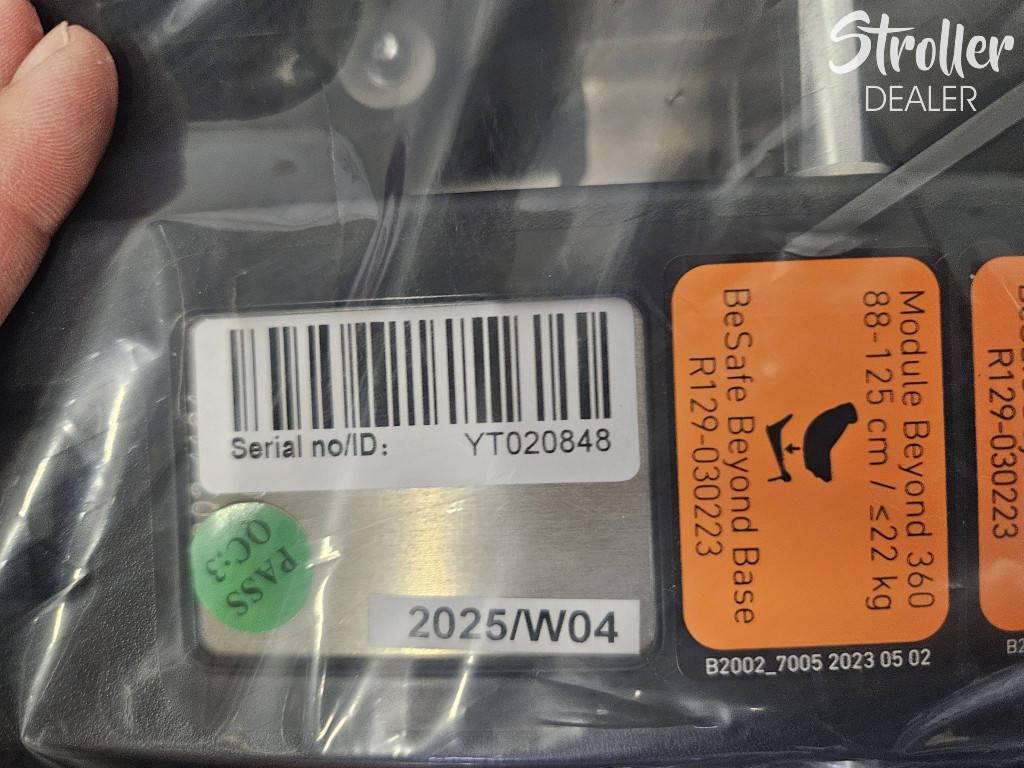 Stroller
DEALER
Serial no/ID: YT020848
PASS
QC:3
2025/W04
Module Beyond 360
88-125 cm / ≤22 kg
BeSafe Beyond Base
R129-030223
B2002_7005 2023 05 02
R129-030223